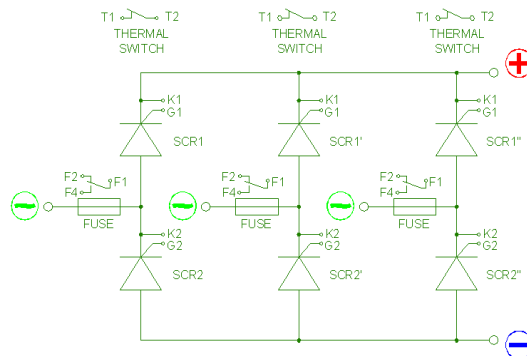 T1 T2 T1 T2 T1 T2
THERMAL SWITCH THERMAL SWITCH THERMAL SWITCH
+
K1 K1 K1
G1 G1 G1
SCR1 SCR1' SCR1"
F2 F1 F2 F1 F2 F1
F4 F4 F4
FUSE FUSE FUSE
K2 K2 K2
G2 G2 G2
SCR2 SCR2' SCR2"
−